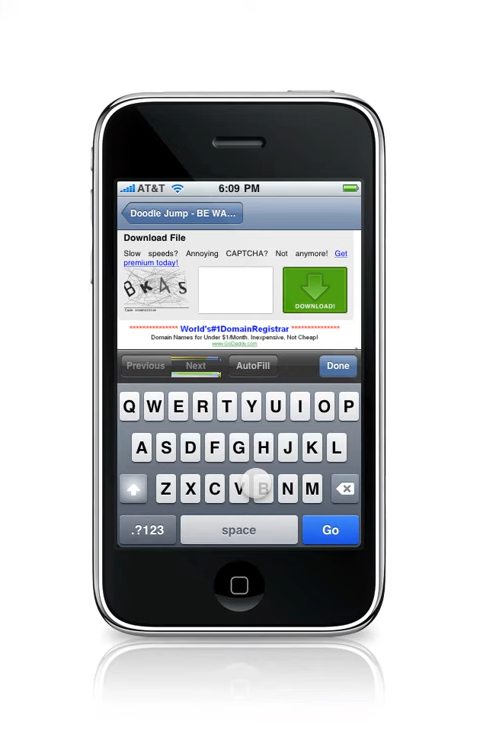 AT&T 6:09 PM
Doodle Jump - BE WA...
Download File
Slow speeds? Annoying CAPTCHA? Not anymore! Get
premium today!
BKAS
DOWNLOAD!
************** World's#1DomainRegistrar **************
Domain Names for Under $1/Month. Inexpensive, Not Cheap!
www.GoDaddy.com
Previous Next AutoFill Done
Q W E R T Y U I O P
A S D F G H J K L
Z X C V B N M
.?123 space Go